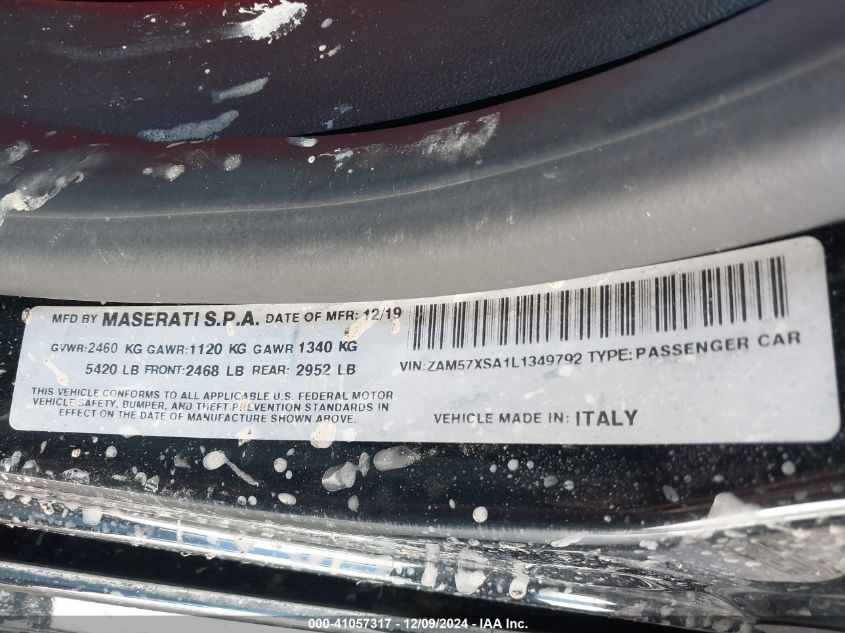 MFD BY MASERATI S.P.A. DATE OF MFR: 12/19
GVWR:2460 KG GAWR:1120 KG GAWR 1340 KG
5420 LB FRONT:2468 LB REAR: 2952 LB
THIS VEHICLE CONFORMS TO ALL APPLICABLE U.S. FEDERAL MOTOR
VEHICLE SAFETY, BUMPER, AND THEFT PREVENTION STANDARDS IN
EFFECT ON THE DATE OF MANUFACTURE SHOWN ABOVE.
VIN:ZAM57XSA1L1349792 TYPE:PASSENGER CAR
VEHICLE MADE IN: ITALY
000-41057317 - 12/09/2024 - IAA Inc.